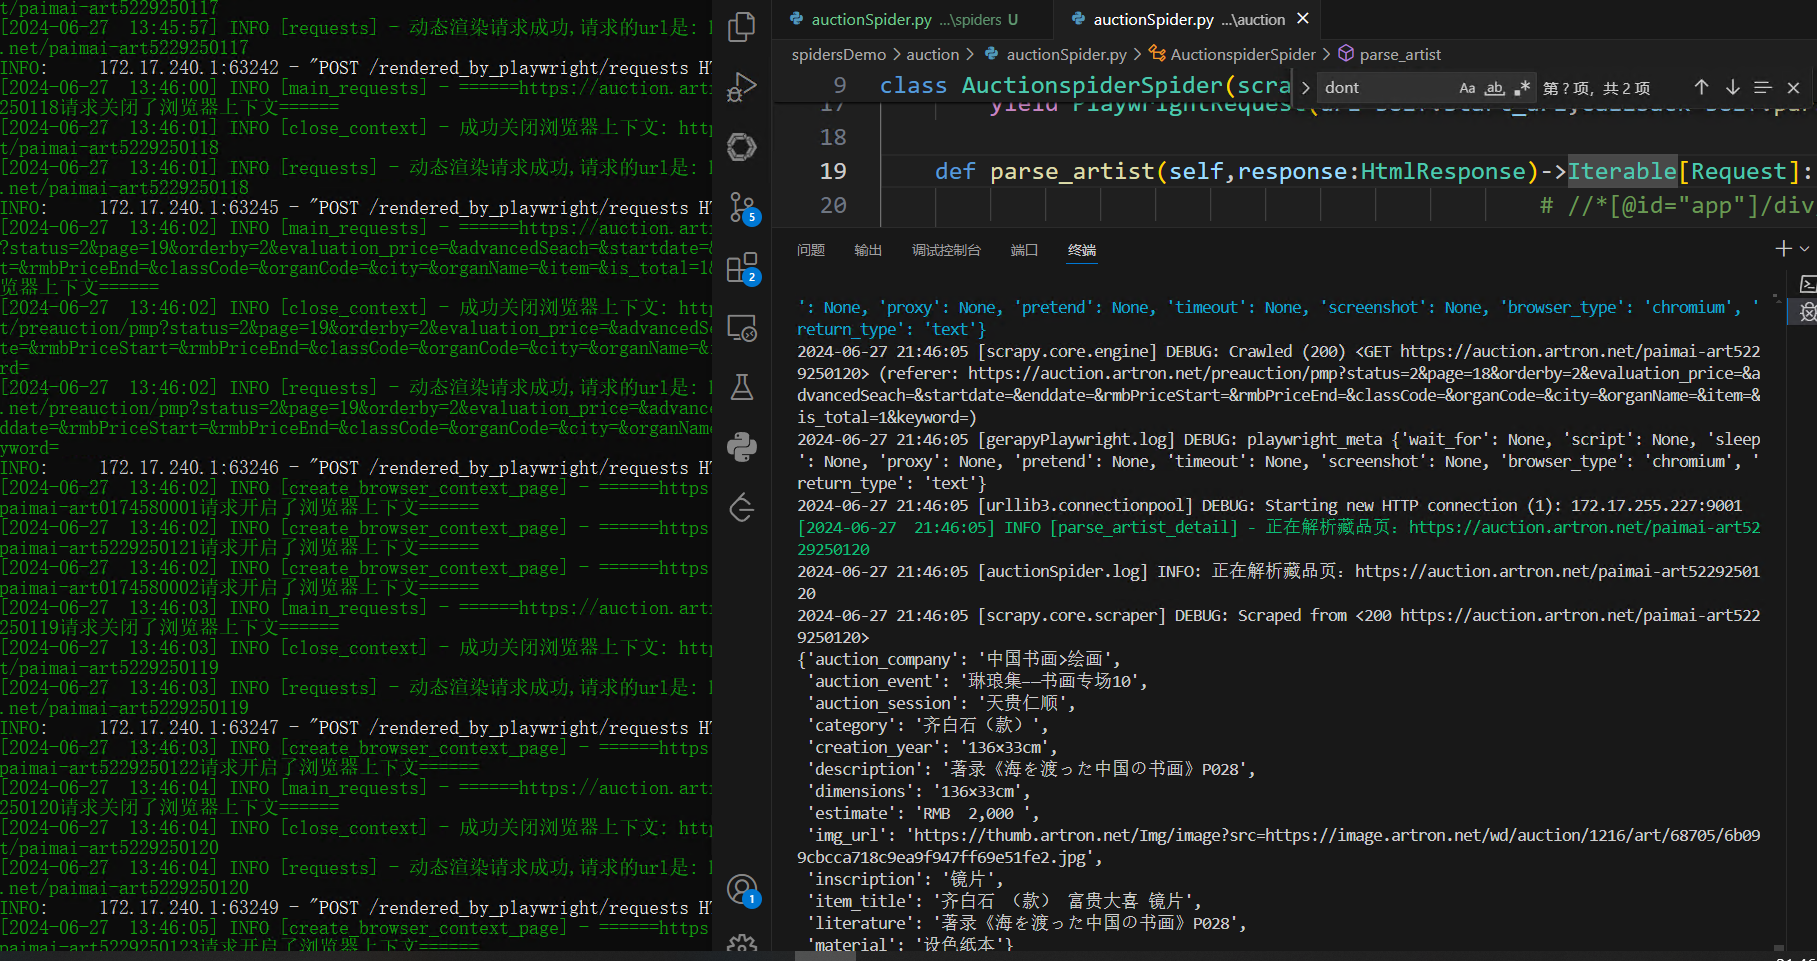 t/paimai-art5229250117
[2024-06-27  13:45:57] INFO [requests] - 动态渲染请求成功,请求的url是:
.net/paimai-art5229250117
INFO:     172.17.240.1:63242 - "POST /rendered_by_playwright/requests H
[2024-06-27  13:46:00] INFO [main_requests] - ======https://auction.art
250118请求关闭了浏览器上下文======
[2024-06-27  13:46:01] INFO [close_context] - 成功关闭浏览器上下文: htt
t/paimai-art5229250118
[2024-06-27  13:46:01] INFO [requests] - 动态渲染请求成功,请求的url是:
.net/paimai-art5229250118
INFO:     172.17.240.1:63245 - "POST /rendered_by_playwright/requests H
[2024-06-27  13:46:02] INFO [main_requests] - ======https://auction.art
?status=2&page=19&orderby=2&evaluation_price=&advancedSeach=&startdate=
t=&rmbPriceEnd=&classCode=&organCode=&city=&organName=&item=&is_total=1
览器上下文======
[2024-06-27  13:46:02] INFO [close_context] - 成功关闭浏览器上下文: htt
t/preauction/pmp?status=2&page=19&orderby=2&evaluation_price=&advancedS
te=&rmbPriceStart=&rmbPriceEnd=&classCode=&organCode=&city=&organName=&
rd=
[2024-06-27  13:46:02] INFO [requests] - 动态渲染请求成功,请求的url是:
.net/preauction/pmp?status=2&page=19&orderby=2&evaluation_price=&advance
ddate=&rmbPriceStart=&rmbPriceEnd=&classCode=&organCode=&city=&organName
yword=
INFO:     172.17.240.1:63246 - "POST /rendered_by_playwright/requests H
[2024-06-27  13:46:02] INFO [create_browser_context_page] - ======https
paimai-art0174580001请求开启了浏览器上下文======
[2024-06-27  13:46:02] INFO [create_browser_context_page] - ======https
paimai-art5229250121请求开启了浏览器上下文======
[2024-06-27  13:46:02] INFO [create_browser_context_page] - ======https
paimai-art0174580002请求开启了浏览器上下文======
[2024-06-27  13:46:03] INFO [main_requests] - ======https://auction.art
250119请求关闭了浏览器上下文======
[2024-06-27  13:46:03] INFO [close_context] - 成功关闭浏览器上下文: htt
t/paimai-art5229250119
[2024-06-27  13:46:03] INFO [requests] - 动态渲染请求成功,请求的url是:
.net/paimai-art5229250119
INFO:     172.17.240.1:63247 - "POST /rendered_by_playwright/requests H
[2024-06-27  13:46:03] INFO [create_browser_context_page] - ======https
paimai-art5229250122请求开启了浏览器上下文======
[2024-06-27  13:46:04] INFO [main_requests] - ======https://auction.art
250120请求关闭了浏览器上下文======
[2024-06-27  13:46:04] INFO [close_context] - 成功关闭浏览器上下文: htt
t/paimai-art5229250120
[2024-06-27  13:46:04] INFO [requests] - 动态渲染请求成功,请求的url是:
.net/paimai-art5229250120
INFO:     172.17.240.1:63249 - "POST /rendered_by_playwright/requests H
[2024-06-27  13:46:05] INFO [create_browser_context_page] - ======https
paimai-art5229250123请求开启了浏览器上下文======
5
2
1
auctionSpider.py ...\spiders U
auctionSpider.py ...\auction
spidersDemo > auction > auctionSpider.py > AuctionspiderSpider > parse_artist
9 class AuctionspiderSpider(scra
dont Aa ab .* 第 ? 项, 共 2 项
17
18
19 def parse_artist(self,response:HtmlResponse)->Iterable[Request]:
20 # //*[@id="app"]/div
问题 输出 调试控制台 端口 终端
': None, 'proxy': None, 'pretend': None, 'timeout': None, 'screenshot': None, 'browser_type': 'chromium', '
return_type': 'text'}
2024-06-27 21:46:05 [scrapy.core.engine] DEBUG: Crawled (200) <GET https://auction.artron.net/paimai-art522
9250120> (referer: https://auction.artron.net/preauction/pmp?status=2&page=18&orderby=2&evaluation_price=&a
dvancedSeach=&startdate=&enddate=&rmbPriceStart=&rmbPriceEnd=&classCode=&organCode=&city=&organName=&item=&
is_total=1&keyword=)
2024-06-27 21:46:05 [gerapyPlaywright.log] DEBUG: playwright_meta {'wait_for': None, 'script': None, 'sleep
': None, 'proxy': None, 'pretend': None, 'timeout': None, 'screenshot': None, 'browser_type': 'chromium', '
return_type': 'text'}
2024-06-27 21:46:05 [urllib3.connectionpool] DEBUG: Starting new HTTP connection (1): 172.17.255.227:9001
[2024-06-27  21:46:05] INFO [parse_artist_detail] - 正在解析藏品页: https://auction.artron.net/paimai-art52
29250120
2024-06-27 21:46:05 [auctionSpider.log] INFO: 正在解析藏品页: https://auction.artron.net/paimai-art52292501
20
2024-06-27 21:46:05 [scrapy.core.scraper] DEBUG: Scraped from <200 https://auction.artron.net/paimai-art522
9250120>
{'auction_company': '中国书画>绘画',
'auction_event': '琳琅集——书画专场10',
'auction_session': '天贵仁顺',
'category': '齐白石（款）',
'creation_year': '136×33cm',
'description': '著录《海を渡った中国の书画》P028',
'dimensions': '136×33cm',
'estimate': 'RMB  2,000 ',
'img_url': 'https://thumb.artron.net/Img/image?src=https://image.artron.net/wd/auction/1216/art/68705/6b09
9cbcca718c9ea9f947ff69e51fe2.jpg',
'inscription': '镜片',
'item_title': '齐白石 （款） 富贵大喜 镜片',
'literature': '著录《海を渡った中国の书画》P028',
'material': '设色纸本'}